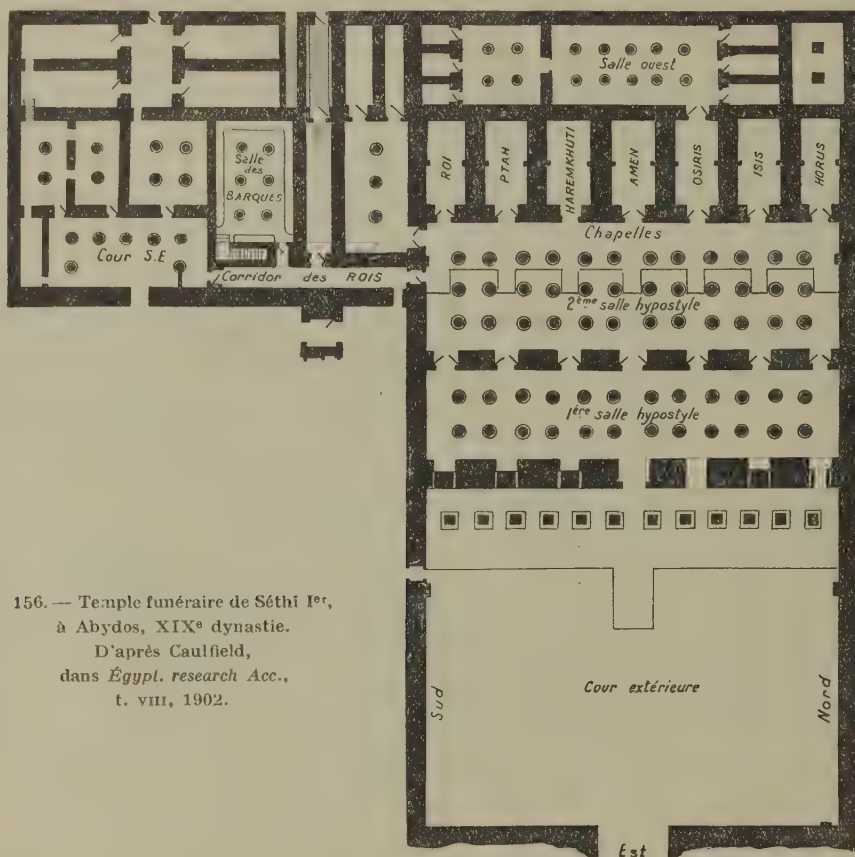 Salle ouest
ROI
PTAH
HAREMKHUTI
AMEN
OSIRIS
ISIS
HORUS
Salle
des
BARQUES
Chapelles
Cour S.E
Corridor des ROIS
2ème salle hypostyle
1ère salle hypostyle
156. — Temple funéraire de Séthi Ier,
à Abydos, XIXe dynastie.
D'après Caulfield,
dans Égypt. research Acc.,
t. VIII, 1902.
Sud
Cour extérieure
Nord
Est